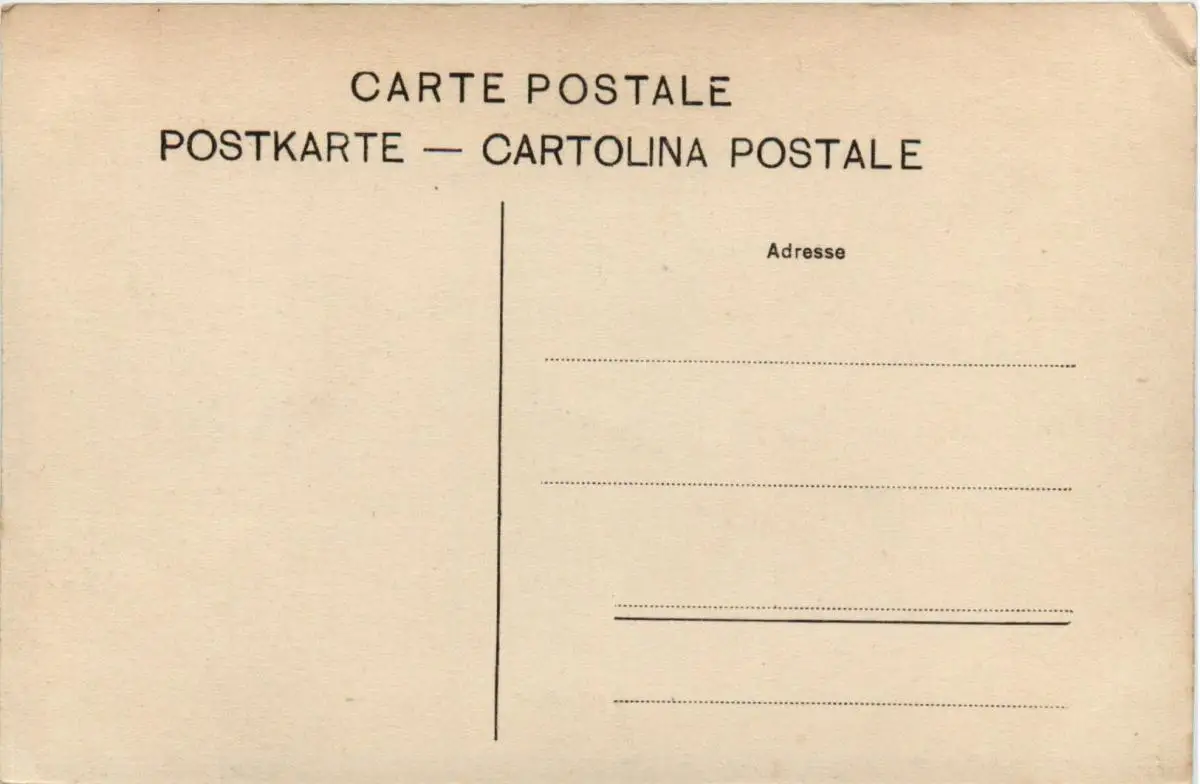 CARTE POSTALE
POSTKARTE — CARTOLINA POSTALE
Adresse